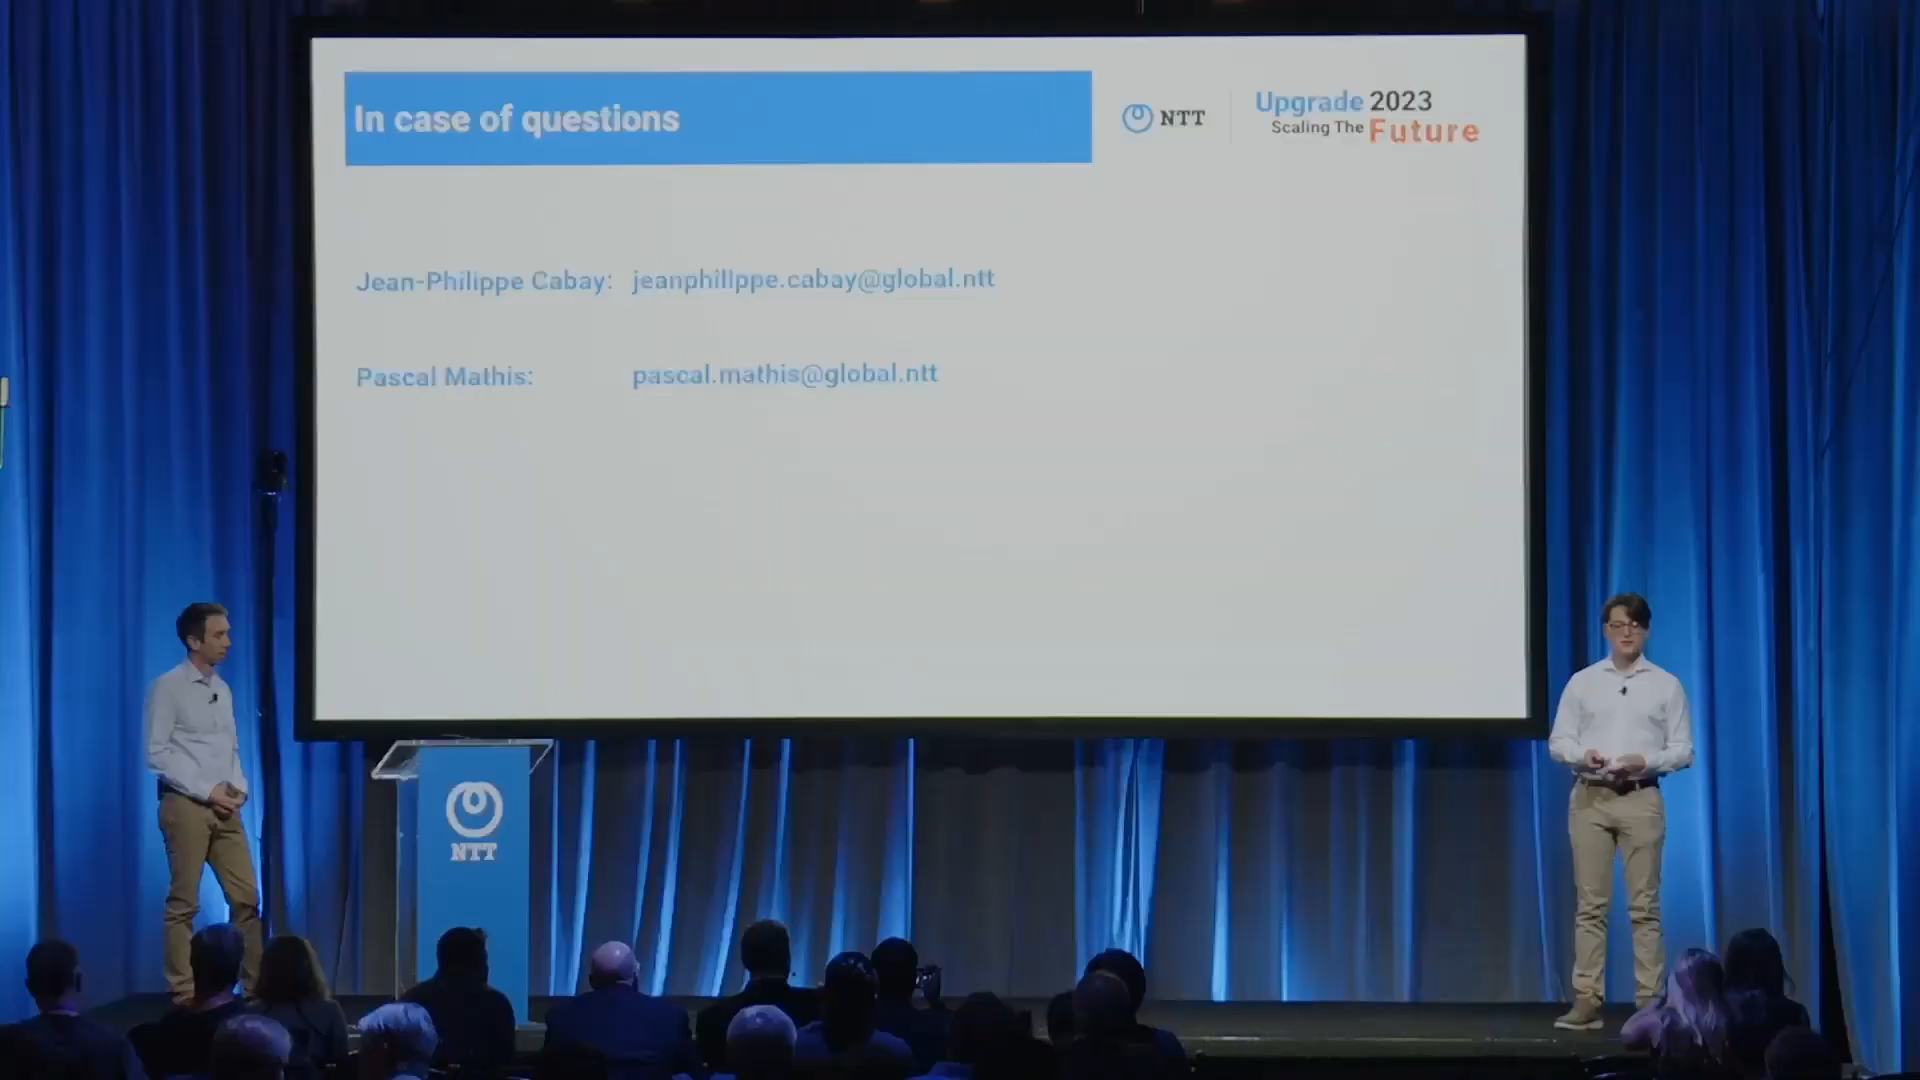 In case of questions
NTT
Upgrade 2023
Scaling The Future
Jean-Philippe Cabay: jeanphilippe.cabay@global.ntt
Pascal Mathis: pascal.mathis@global.ntt
NTT